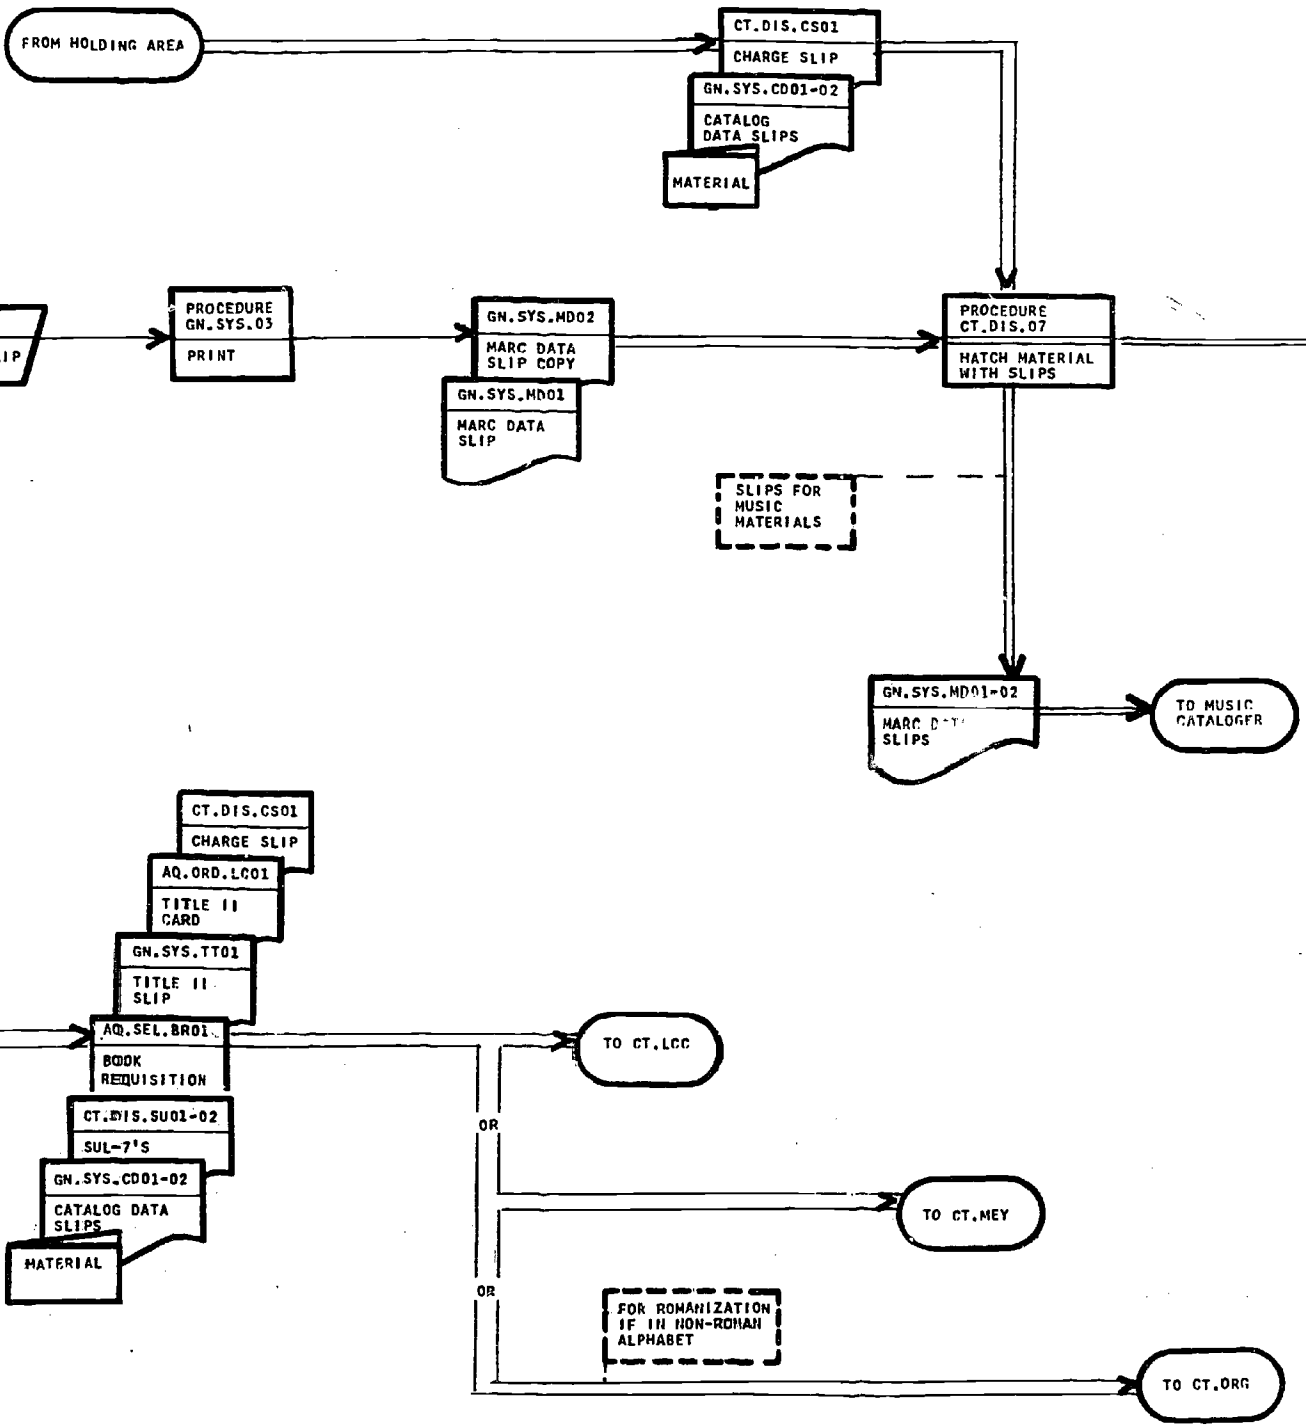 FROM HOLDING AREA
CT.DIS.CS01
CHARGE SLIP
GN.SYS.CD01-02
CATALOG
DATA SLIPS
MATERIAL
IP
PROCEDURE
GN.SYS.03
PRINT
GN.SYS.MD02
MARC DATA
SLIP COPY
GN.SYS.MD01
MARC DATA
SLIP
PROCEDURE
CT.DIS.07
HATCH MATERIAL
WITH SLIPS
SLIPS FOR
MUSIC
MATERIALS
GN.SYS.MD01-02
MARC
SLIPS
TO MUSIC
CATALOGER
CT.DIS.CS01
CHARGE SLIP
AQ.ORD.LC01
TITLE II
CARD
GN.SYS.TT01
TITLE II
SLIP
AQ.SEL.BR01
BOOK
REQUISITION
CT.DIS.SU01-02
SUL-7'S
GN.SYS.CD01-02
CATALOG DATA
SLIPS
MATERIAL
TO CT.LCC
OR
TO CT.MEY
OR
FOR ROMANIZATION
IF IN NON-ROMAN
ALPHABET
TO CT.ORG